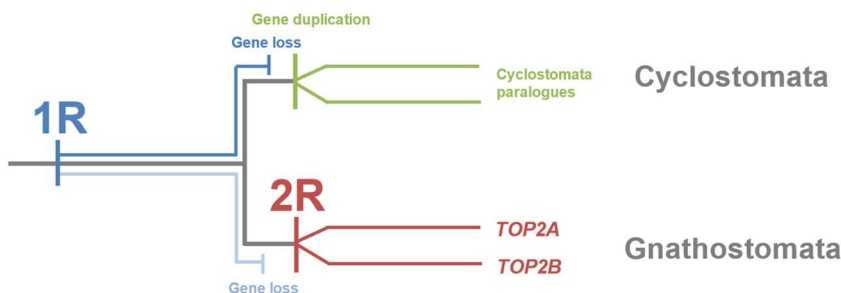 Gene duplication
Gene loss
Cyclostomata
paralogues
Cyclostomata
1R
2R
TOP2A
TOP2B
Gnathostomata
Gene loss